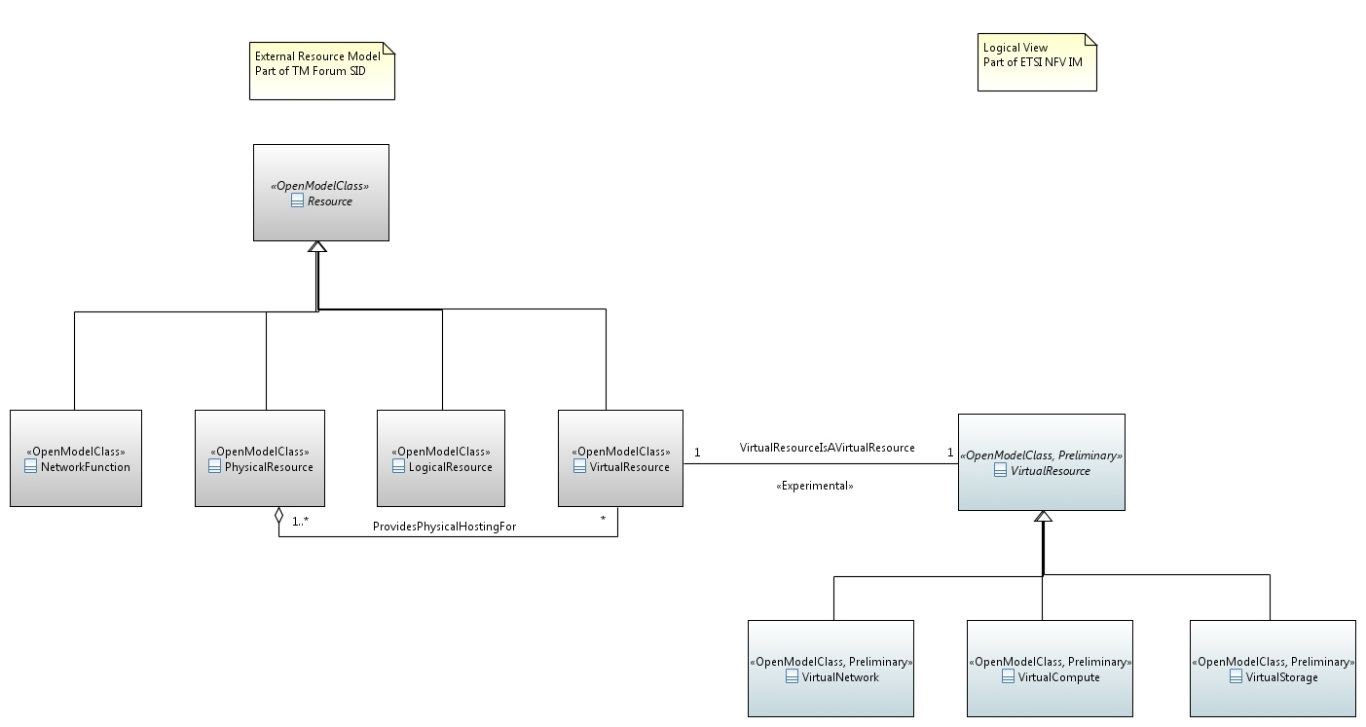 External Resource Model
Part of TM Forum SID
Logical View
Part of ETSI NFV IM
«OpenModelClass»
Resource
«OpenModelClass»
NetworkFunction
«OpenModelClass»
PhysicalResource
«OpenModelClass»
LogicalResource
«OpenModelClass»
VirtualResource
1
VirtualResourceIsAVirtualResource
1
«Experimental»
«OpenModelClass, Preliminary»
VirtualResource
1..*
ProvidesPhysicalHostingFor
*
«OpenModelClass, Preliminary»
VirtualNetwork
«OpenModelClass, Preliminary»
VirtualCompute
«OpenModelClass, Preliminary»
VirtualStorage